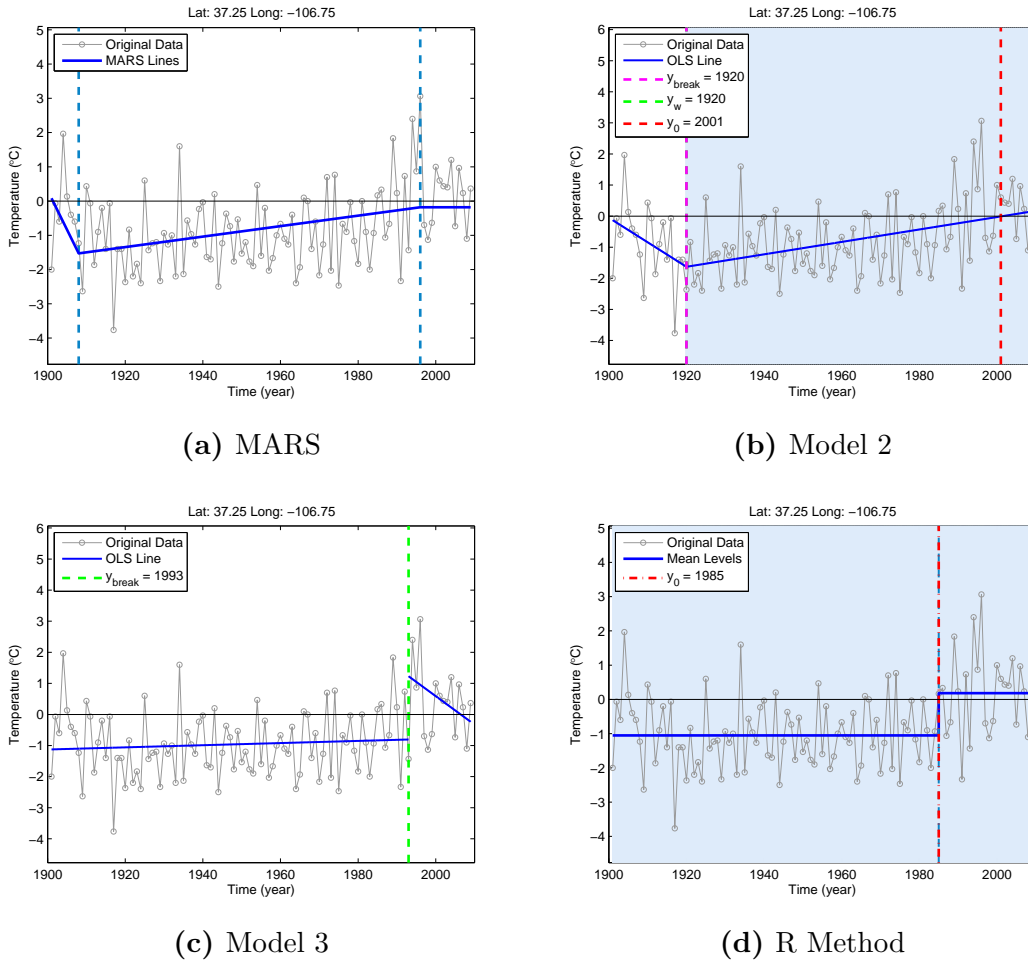 Lat: 37.25 Long: −106.75
Original Data
MARS Lines
5
4
3
2
1
0
−1
−2
−3
−4
Temperature (°C)
1900 1920 1940 1960 1980 2000
Time (year)
(a) MARS
Lat: 37.25 Long: −106.75
Original Data
OLS Line
y_break = 1920
y_w = 1920
y_0 = 2001
6
5
4
3
2
1
0
−1
−2
−3
−4
Temperature (°C)
1900 1920 1940 1960 1980 2000
Time (year)
(b) Model 2
Lat: 37.25 Long: −106.75
Original Data
OLS Line
y_break = 1993
6
5
4
3
2
1
0
−1
−2
−3
−4
Temperature (°C)
1900 1920 1940 1960 1980 2000
Time (year)
(c) Model 3
Lat: 37.25 Long: −106.75
Original Data
Mean Levels
y_0 = 1985
5
4
3
2
1
0
−1
−2
−3
−4
Temperature (°C)
1900 1920 1940 1960 1980 2000
Time (year)
(d) R Method